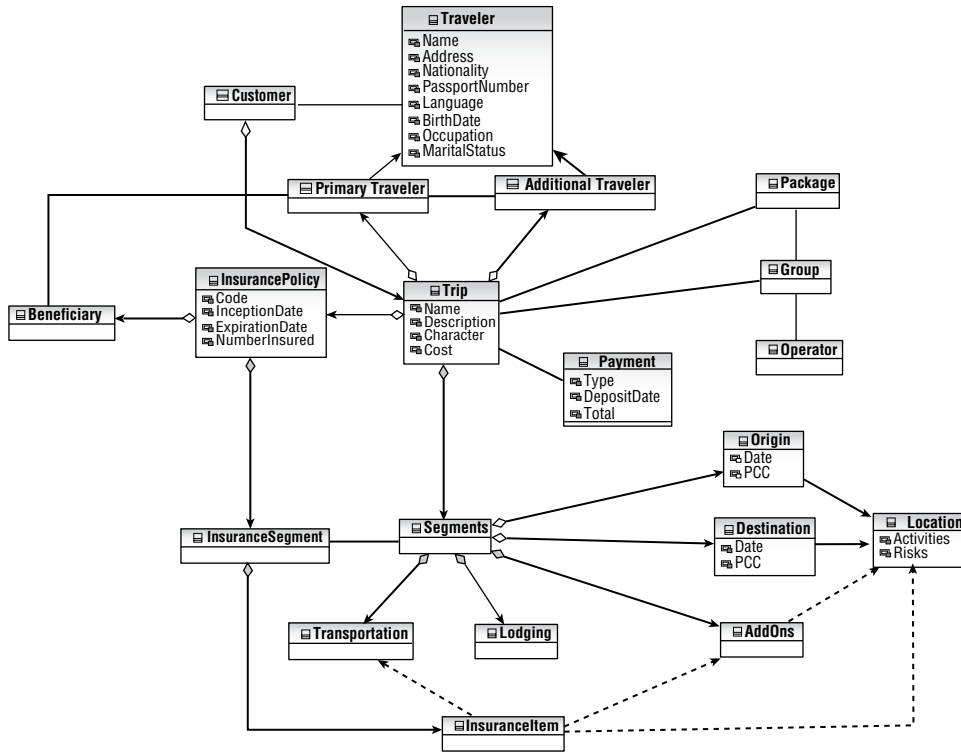 Traveler
Name
Address
Nationality
PassportNumber
Language
BirthDate
Occupation
MaritalStatus
Customer
Primary Traveler
Additional Traveler
Package
Group
Operator
InsurancePolicy
Code
InceptionDate
ExpirationDate
NumberInsured
Beneficiary
Trip
Name
Description
Character
Cost
Payment
Type
DepositDate
Total
Origin
Date
PCC
InsuranceSegment
Segments
Destination
Date
PCC
Location
Activities
Risks
Transportation
Lodging
AddOns
InsuranceItem